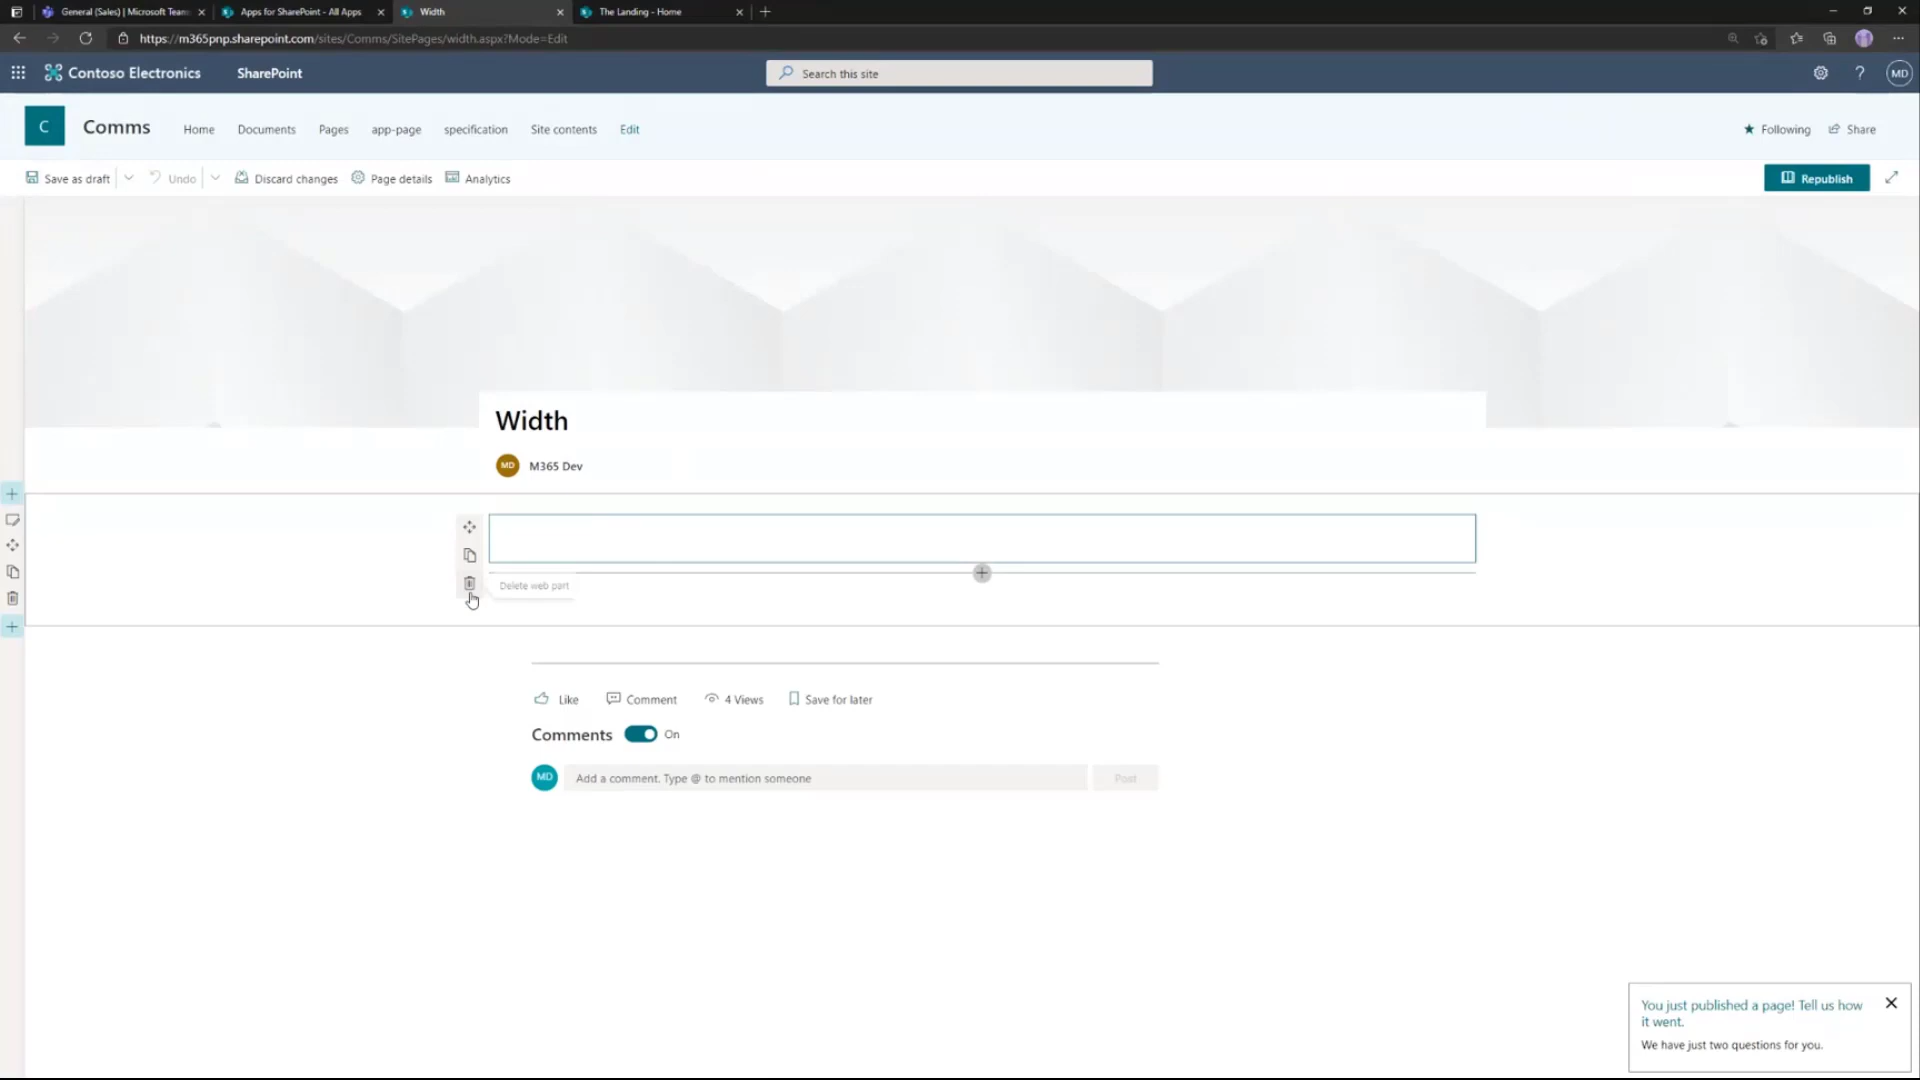 General (Sales) | Microsoft Team
Apps for SharePoint - All Apps
Width
The Landing - Home
https://m365pnp.sharepoint.com/sites/Comms/SitePages/width.aspx?Mode=Edit
Contoso Electronics
SharePoint
Search this site
?
MD
C
Comms
Home
Documents
Pages
app-page
specification
Site contents
Edit
Following
Share
Save as draft
Undo
Discard changes
Page details
Analytics
Republish
Width
MD
M365 Dev
Delete web part
Like
Comment
4 Views
Save for later
Comments
On
MD
Add a comment. Type @ to mention someone
Post
You just published a page! Tell us how
it went.
We have just two questions for you.